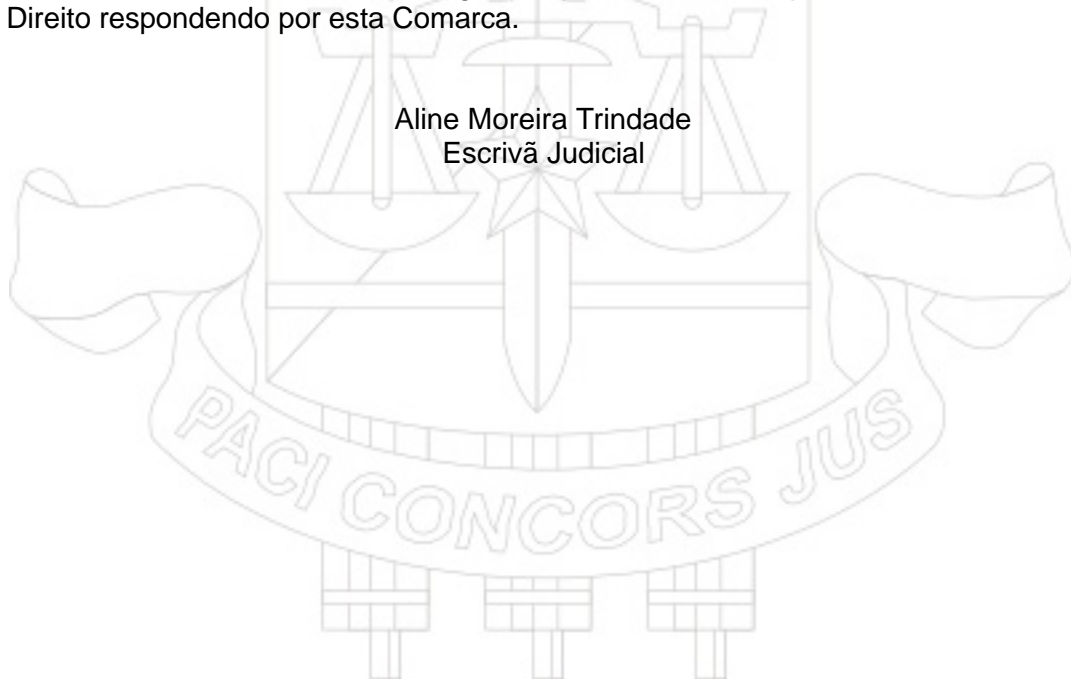 Direito respondendo por esta Comarca.
Aline Moreira Trindade
Escrivã Judicial
PACI CONCORS JUS